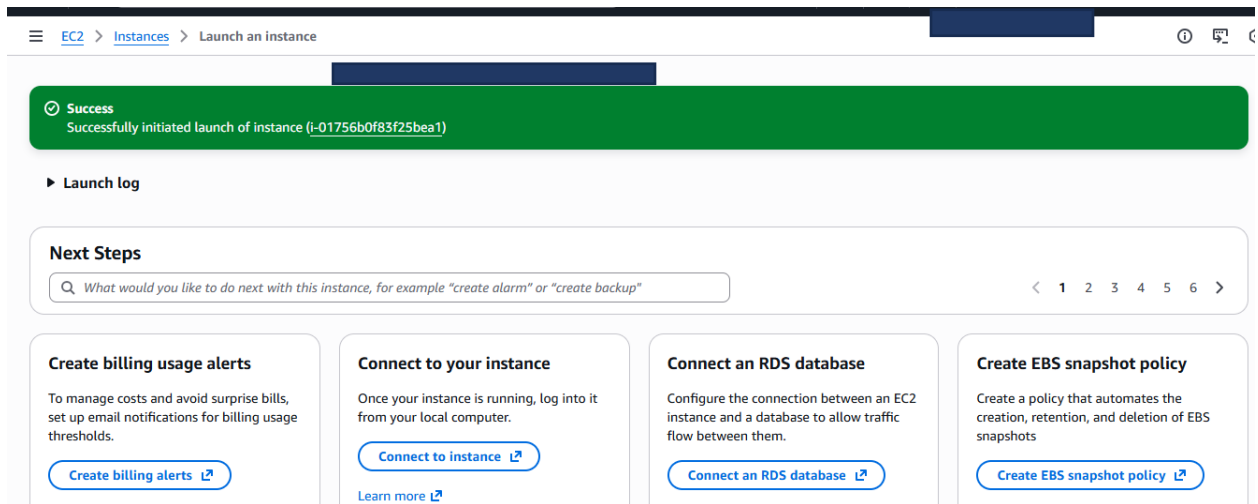 EC2 > Instances > Launch an instance
Success
Successfully initiated launch of instance (i-01756b0f83f25bea1)
Launch log
Next Steps
What would you like to do next with this instance, for example “create alarm” or “create backup”
< 1 2 3 4 5 6 >
Create billing usage alerts
To manage costs and avoid surprise bills,
set up email notifications for billing usage
thresholds.
Create billing alerts
Connect to your instance
Once your instance is running, log into it
from your local computer.
Connect to instance
Learn more
Connect an RDS database
Configure the connection between an EC2
instance and a database to allow traffic
flow between them.
Connect an RDS database
Create EBS snapshot policy
Create a policy that automates the
creation, retention, and deletion of EBS
snapshots
Create EBS snapshot policy